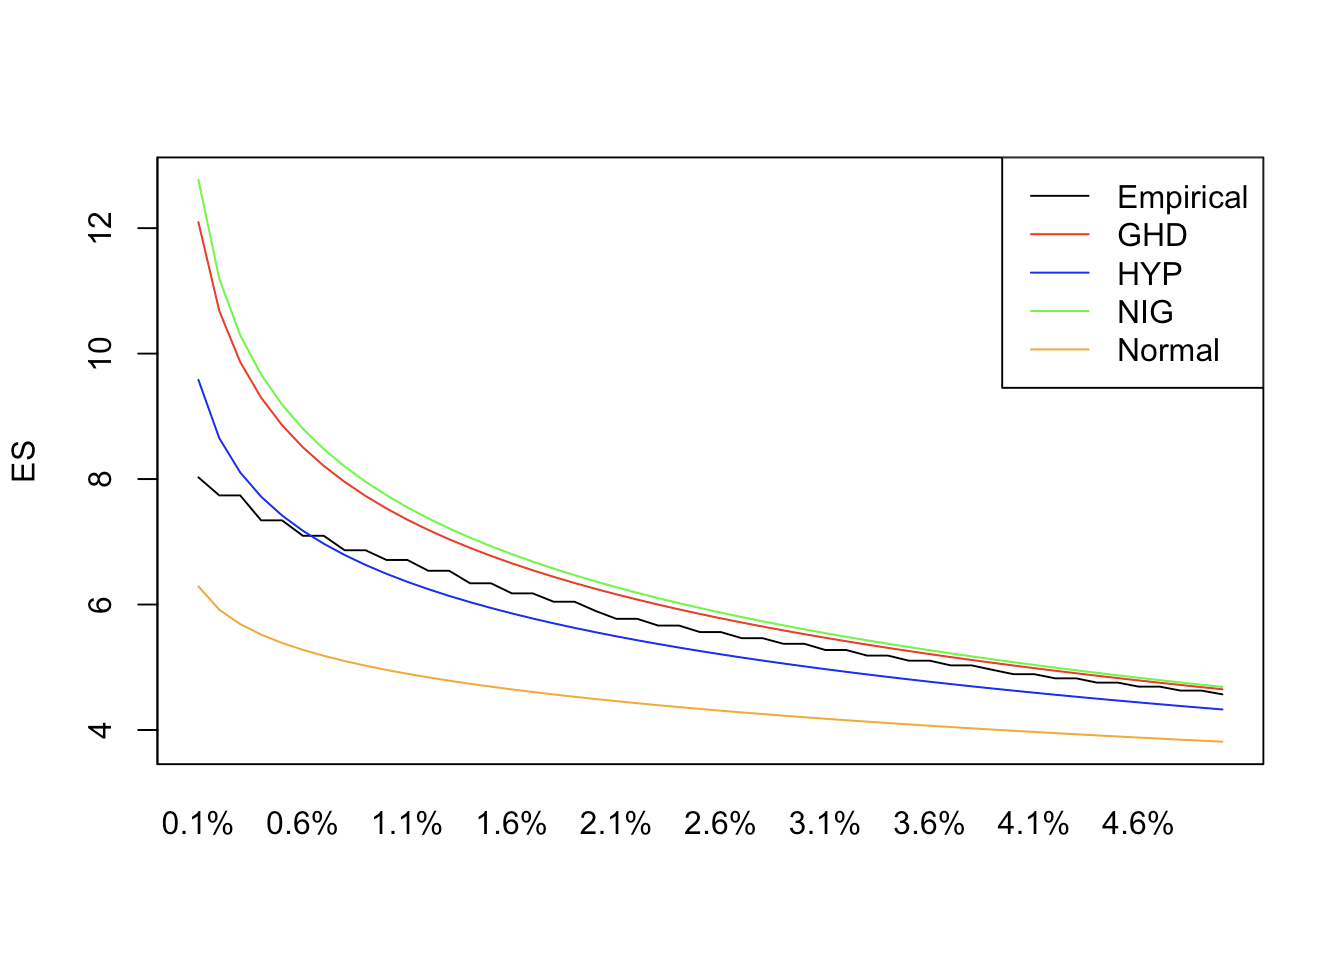 Empirical
GHD
HYP
NIG
Normal
ES
12
10
8
6
4
0.1% 0.6% 1.1% 1.6% 2.1% 2.6% 3.1% 3.6% 4.1% 4.6%